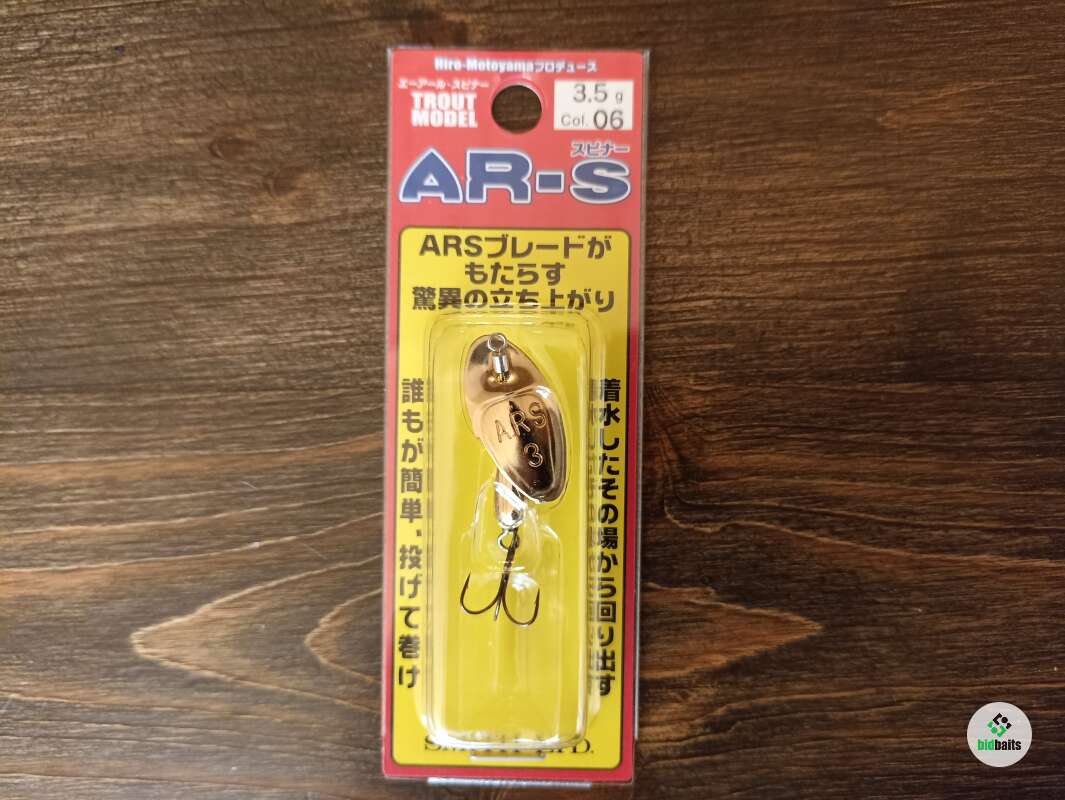 Hiro-Motoyamaプロデュース
エーアール・スピナー
TROUT
MODEL
3.5 g
Col. 06
スピナー
AR-S
ARSブレードが
もたらす
驚異の立ち上がり
着水したその場から回り出す
誰もが簡単、投げて巻け
ARS
3
bidbaits